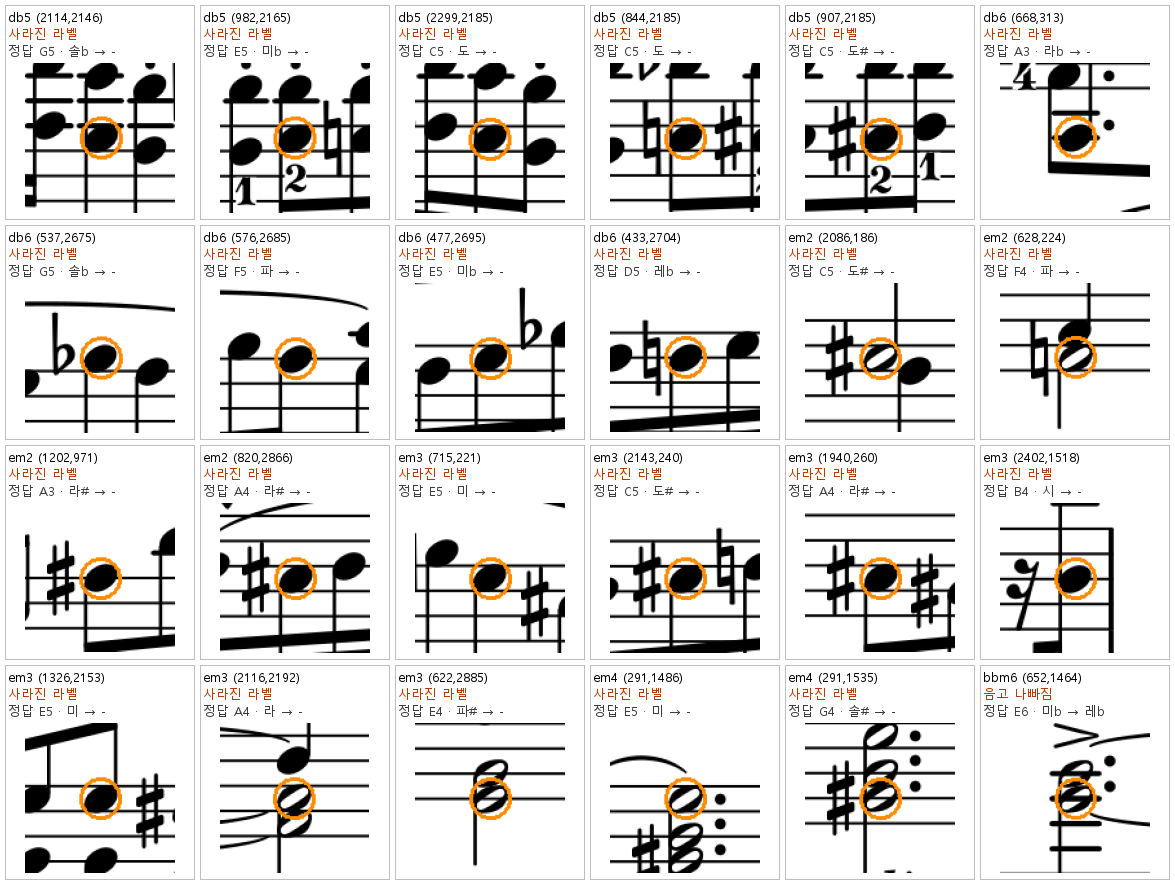 db5 (2114,2146)
사라진 라벨
정답 G5 · 솔b → -
db5 (982,2165)
사라진 라벨
정답 E5 · 미b → -
1 2
db5 (2299,2185)
사라진 라벨
정답 C5 · 도 → -
db5 (844,2185)
사라진 라벨
정답 C5 · 도 → -
db5 (907,2185)
사라진 라벨
정답 C5 · 도# → -
2 1
db6 (668,313)
사라진 라벨
정답 A3 · 라b → -
4
db6 (537,2675)
사라진 라벨
정답 G5 · 솔b → -
db6 (576,2685)
사라진 라벨
정답 F5 · 파 → -
db6 (477,2695)
사라진 라벨
정답 E5 · 미b → -
db6 (433,2704)
사라진 라벨
정답 D5 · 레b → -
em2 (2086,186)
사라진 라벨
정답 C5 · 도# → -
em2 (628,224)
사라진 라벨
정답 F4 · 파 → -
em2 (1202,971)
사라진 라벨
정답 A3 · 라# → -
em2 (820,2866)
사라진 라벨
정답 A4 · 라# → -
em3 (715,221)
사라진 라벨
정답 E5 · 미 → -
em3 (2143,240)
사라진 라벨
정답 C5 · 도# → -
em3 (1940,260)
사라진 라벨
정답 A4 · 라# → -
em3 (2402,1518)
사라진 라벨
정답 B4 · 시 → -
em3 (1326,2153)
사라진 라벨
정답 E5 · 미 → -
em3 (2116,2192)
사라진 라벨
정답 A4 · 라 → -
em3 (622,2885)
사라진 라벨
정답 E4 · 파# → -
em4 (291,1486)
사라진 라벨
정답 E5 · 미 → -
em4 (291,1535)
사라진 라벨
정답 G4 · 솔# → -
bbm6 (652,1464)
음고 나빠짐
정답 E6 · 미b → 레b